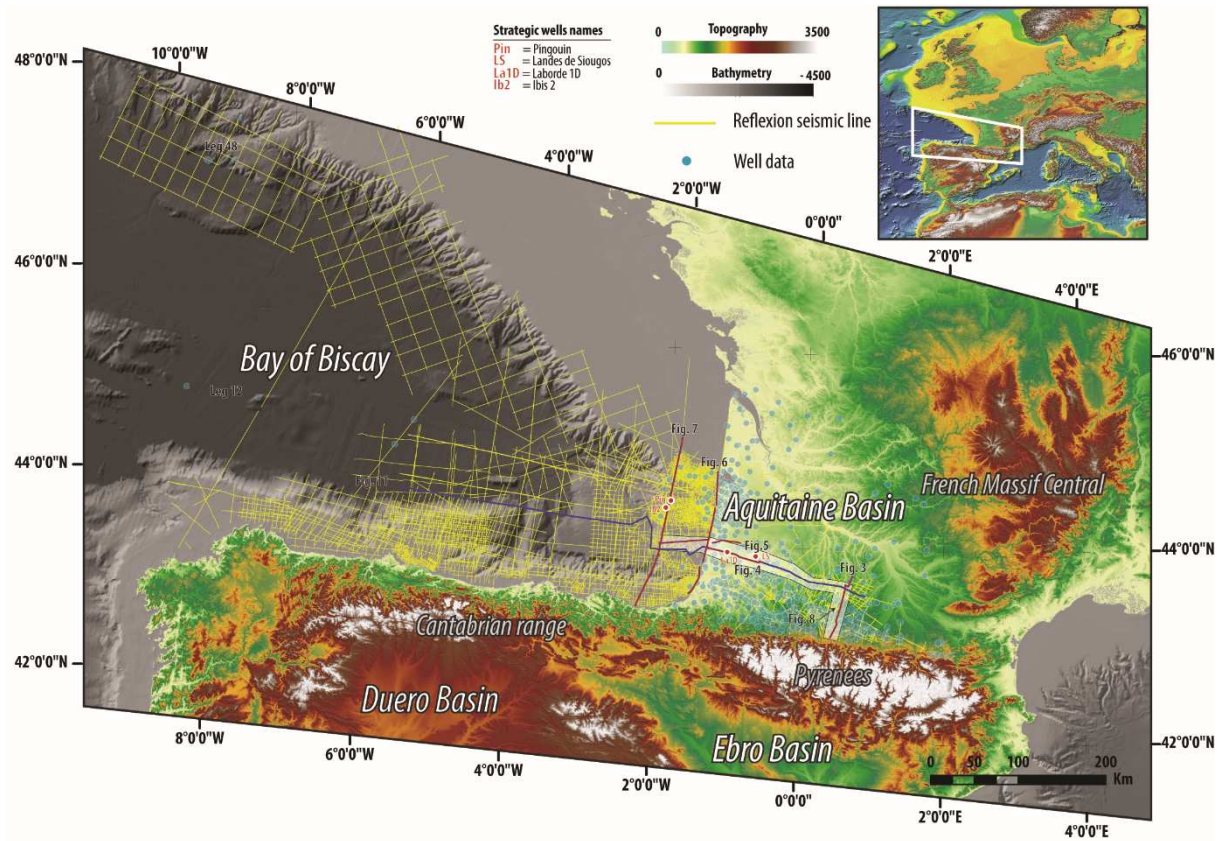 Strategic wells names
Pin = Pingouin
LS = Landes de Siougos
La1D = Laborde 1D
Ib2 = Ibis 2
0 Topography 3500
0 Bathymetry - 4500
Reflexion seismic line
Well data
48°0'0"N
46°0'0"N
44°0'0"N
42°0'0"N
10°0'0"W
8°0'0"W
6°0'0"W
4°0'0"W
2°0'0"W
0°0'0"
2°0'0"E
4°0'0"E
Leg 48
Bay of Biscay
Leg 12
Fig. 7
Fig. 6
Aquitaine Basin
French Massif Central
Fig. 5
La1D
LS
Fig. 4
Fig. 3
Fig. 8
Cantabrian range
Pyrenees
Duero Basin
Ebro Basin
0 50 100 200
Km
46°0'0"N
44°0'0"N
42°0'0"N
8°0'0"W
6°0'0"W
4°0'0"W
2°0'0"W
0°0'0"
2°0'0"E
4°0'0"E